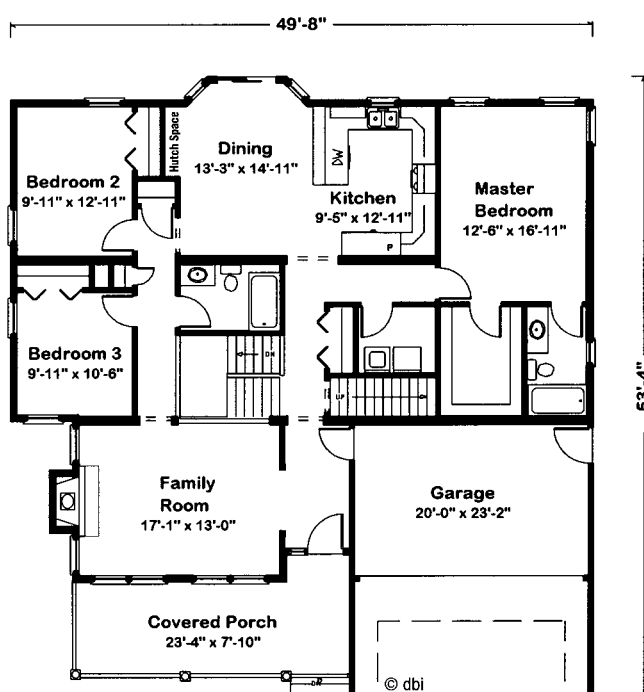 49'-8"
Hutch Space
Dining
13'-3" x 14'-11"
DW
Bedroom 2
9'-11" x 12'-11"
Kitchen
9'-5" x 12'-11"
P
Master
Bedroom
12'-6" x 16'-11"
Bedroom 3
9'-11" x 10'-6"
DN
UP
53'-4"
Family
Room
17'-1" x 13'-0"
Garage
20'-0" x 23'-2"
Covered Porch
23'-4" x 7'-10"
© dbi